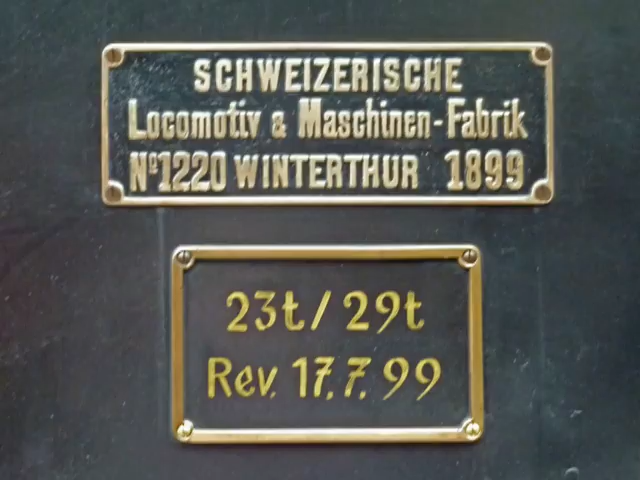 SCHWEIZERISCHE
Locomotiv & Maschinen-Fabrik
Nº1220 WINTERTHUR 1899
23t/29t
Rev. 17.7.99